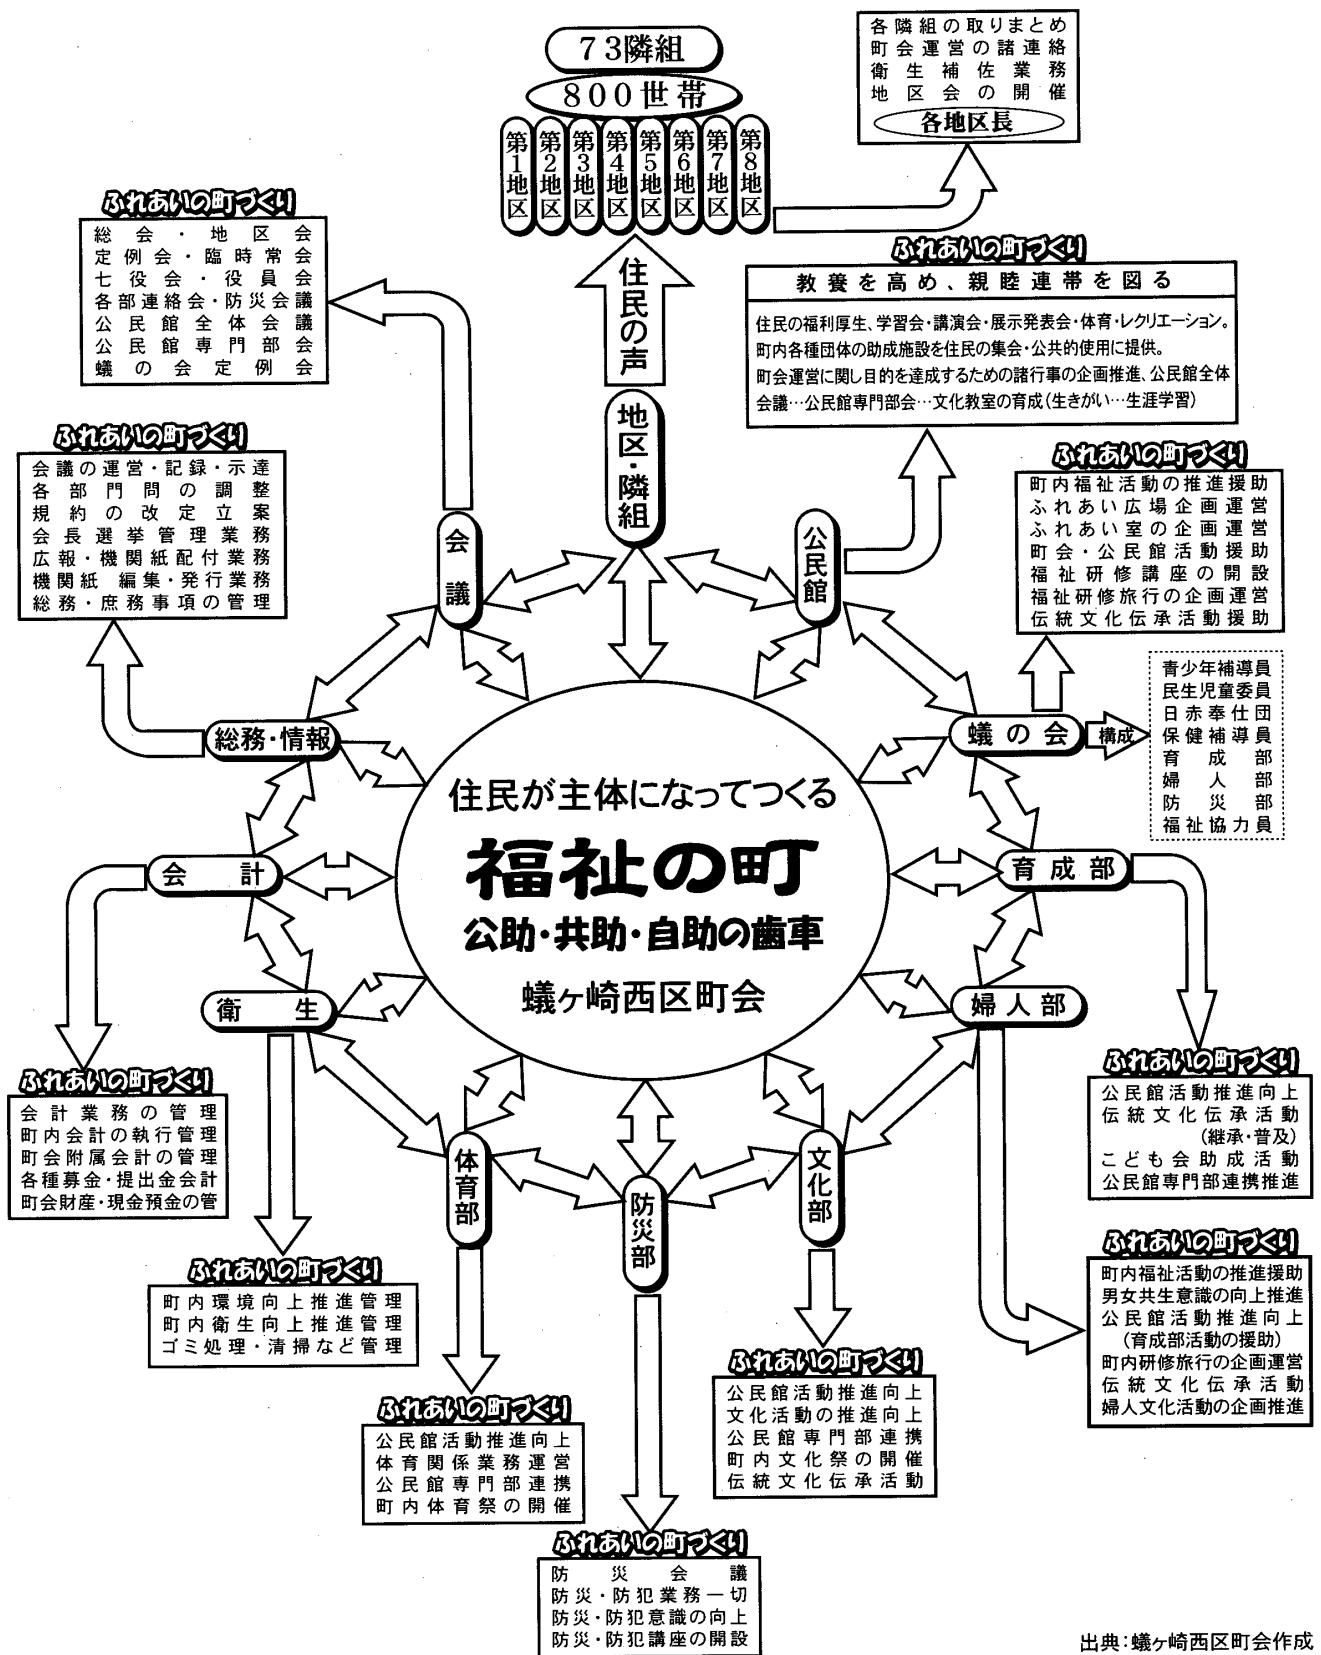 73隣組
800世帯
第1地区
第2地区
第3地区
第4地区
第5地区
第6地区
第7地区
第8地区
各隣組の取りまとめ
町会運営の諸連絡
衛生補佐業務
地区会の開催
各地区長
住民の声
地区・隣組
ふれあいの町づくり
総会・地区会
定例会・臨時常会
七役会・役員会
各部連絡会・防災会議
公民館全体会議
公民館専門部会
蟻の会定例会
ふれあいの町づくり
教養を高め、親睦連帯を図る
住民の福利厚生、学習会・講演会・展示発表会・体育・レクリエーション。
町内各種団体の助成施設を住民の集会・公共的使用に提供。
町会運営に関し目的を達成するための諸行事の企画推進、公民館全体
会議…公民館専門部会…文化教室の育成(生きがい…生涯学習)
ふれあいの町づくり
会議の運営・記録・示達
各部門問の調整
規約の改定立案
会長選挙管理業務
広報・機関紙配付業務
機関紙 編集・発行業務
総務・庶務事項の管理
会議
公民館
ふれあいの町づくり
町内福祉活動の推進援助
ふれあい広場企画運営
ふれあい室の企画運営
町会・公民館活動援助
福祉研修講座の開設
福祉研修旅行の企画運営
伝統文化伝承活動援助
総務・情報
蟻の会
構成
青少年補導員
民生児童委員
日赤奉仕団
保健補導員
育成部
婦人部
防災部
福祉協力員
住民が主体になってつくる
福祉の町
公助・共助・自助の歯車
蟻ヶ崎西区町会
会計
育成部
衛生
婦人部
体育部
防災部
文化部
ふれあいの町づくり
会計業務の管理
町内会計の執行管理
町会附属会計の管理
各種募金・提出金会計
町会財産・現金預金の管
ふれあいの町づくり
公民館活動推進向上
伝統文化伝承活動
(継承・普及)
こども会助成活動
公民館専門部連携推進
ふれあいの町づくり
町内環境向上推進管理
町内衛生向上推進管理
ゴミ処理・清掃など管理
ふれあいの町づくり
町内福祉活動の推進援助
男女共生意識の向上推進
公民館活動推進向上
(育成部活動の援助)
町内研修旅行の企画運営
伝統文化伝承活動
婦人文化活動の企画推進
ふれあいの町づくり
公民館活動推進向上
体育関係業務運営
公民館専門部連携
町内体育祭の開催
ふれあいの町づくり
公民館活動推進向上
文化活動の推進向上
公民館専門部連携
町内文化祭の開催
伝統文化伝承活動
ふれあいの町づくり
防災会議
防災・防犯業務一切
防災・防犯意識の向上
防災・防犯講座の開設
出典：蟻ヶ崎西区町会作成